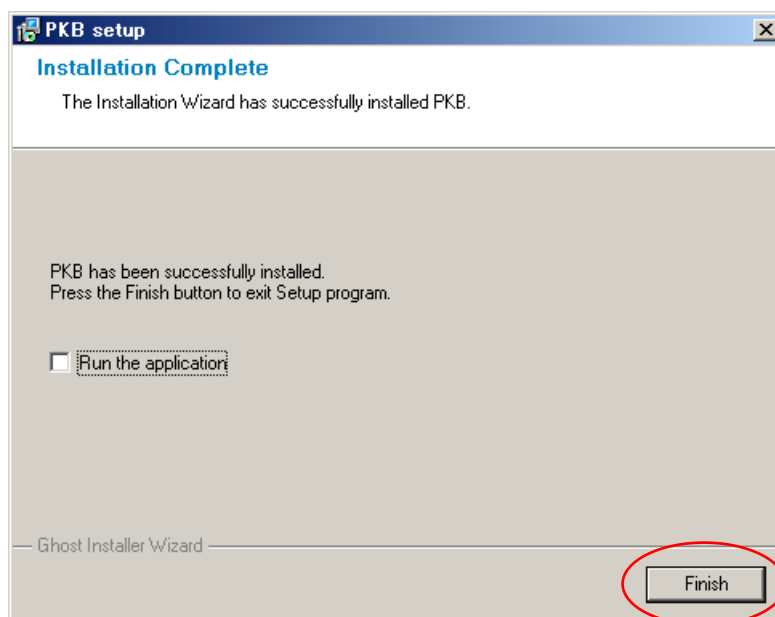 PKB setup
Installation Complete
The Installation Wizard has successfully installed PKB.
PKB has been successfully installed.
Press the Finish button to exit Setup program.
Run the application
Ghost Installer Wizard
Finish